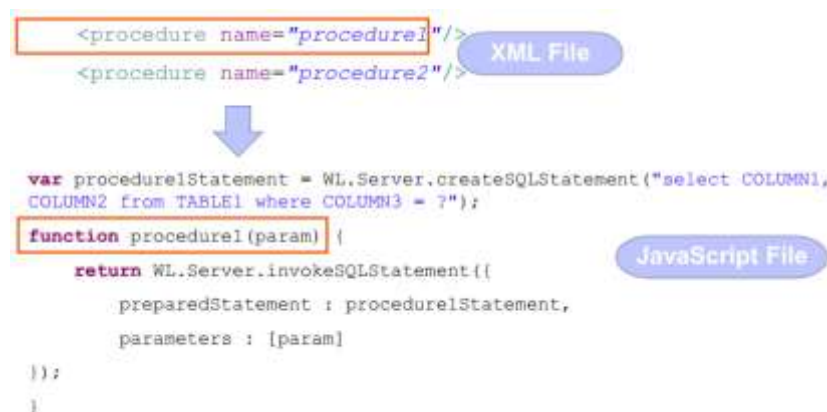 <procedure name="procedure1"/>
XML File
<procedure name="procedure2"/>
var procedure1Statement = WL.Server.createSQLStatement("select COLUMN1,
COLUMN2 from TABLE1 where COLUMN3 = ?");
function procedure1(param) {
JavaScript File
return WL.Server.invokeSQLStatement({
preparedStatement : procedure1Statement,
parameters : [param]
});
}